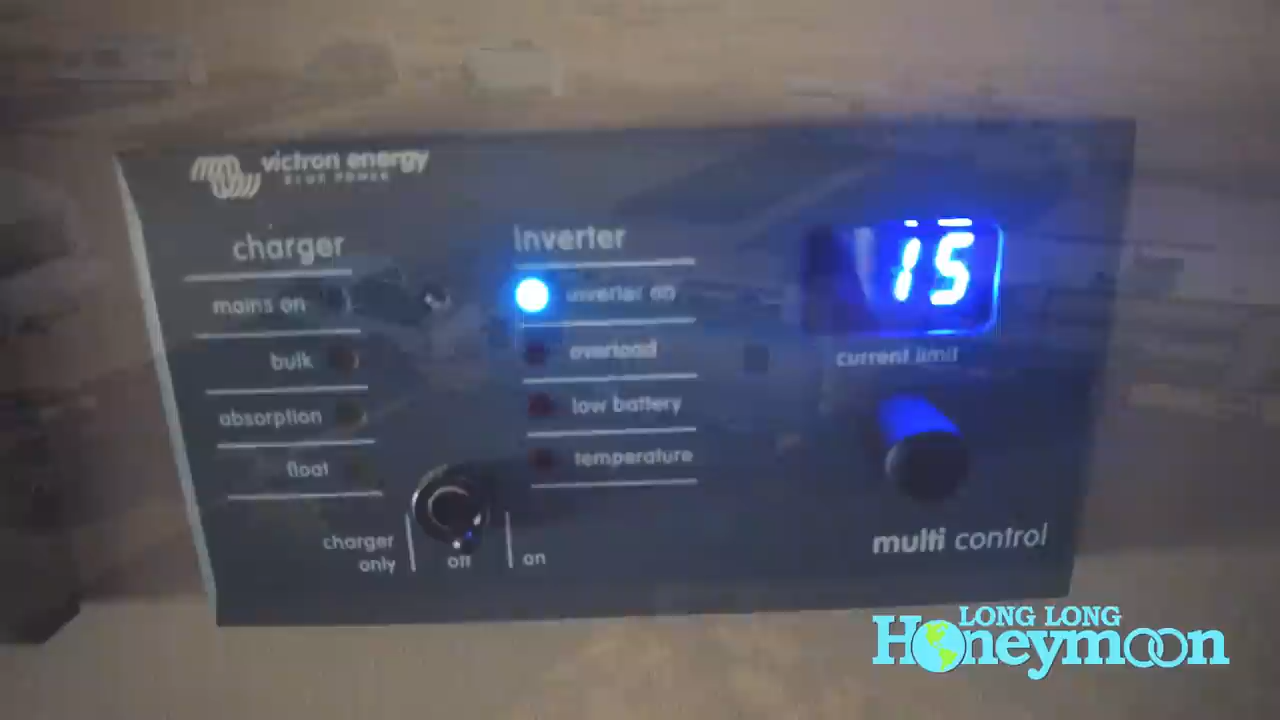 victron energy
BLUE POWER
charger
mains on
bulk
absorption
float
charger
only
off
on
inverter
inverter on
overload
low battery
temperature
15
current limit
multi control
LONG LONG
Honeymoon